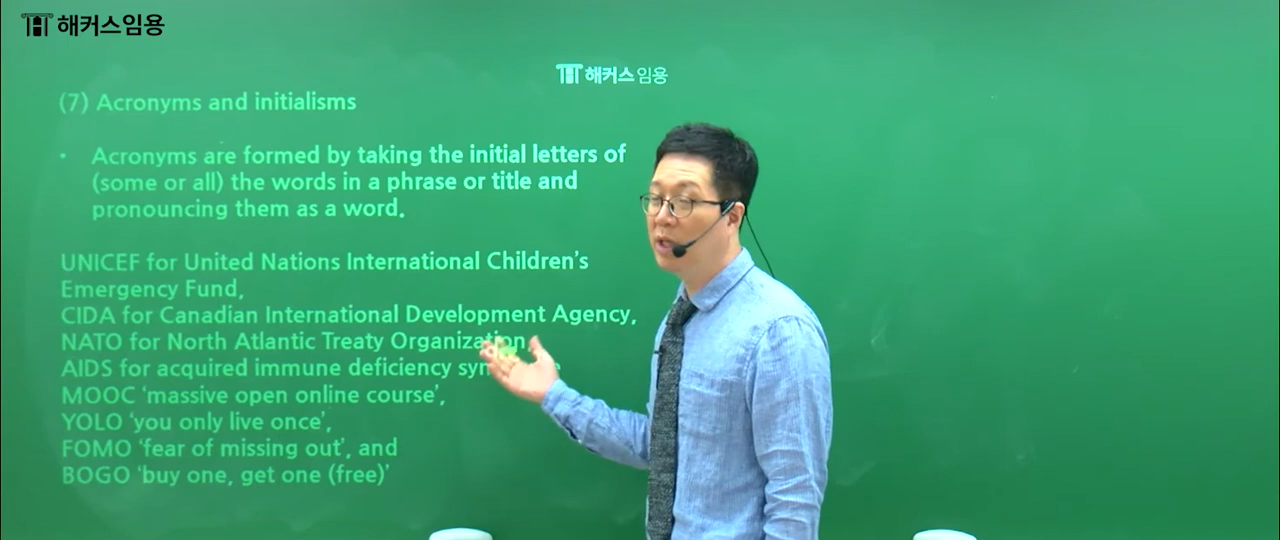 해커스임용
해커스임용
(7) Acronyms and initialisms
• Acronyms are formed by taking the initial letters of
(some or all) the words in a phrase or title and
pronouncing them as a word.
UNICEF for United Nations International Children's
Emergency Fund,
CIDA for Canadian International Development Agency,
NATO for North Atlantic Treaty Organization,
AIDS for acquired immune deficiency
MOOC 'massive open online course',
YOLO 'you only live once',
FOMO 'fear of missing out', and
BOGO 'buy one, get one (free)'